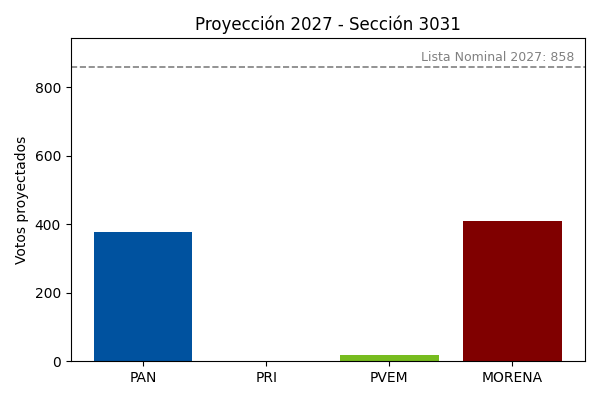 Proyección 2027 - Sección 3031
Lista Nominal 2027: 858
Votos proyectados
800
600
400
200
0
PAN
PRI
PVEM
MORENA